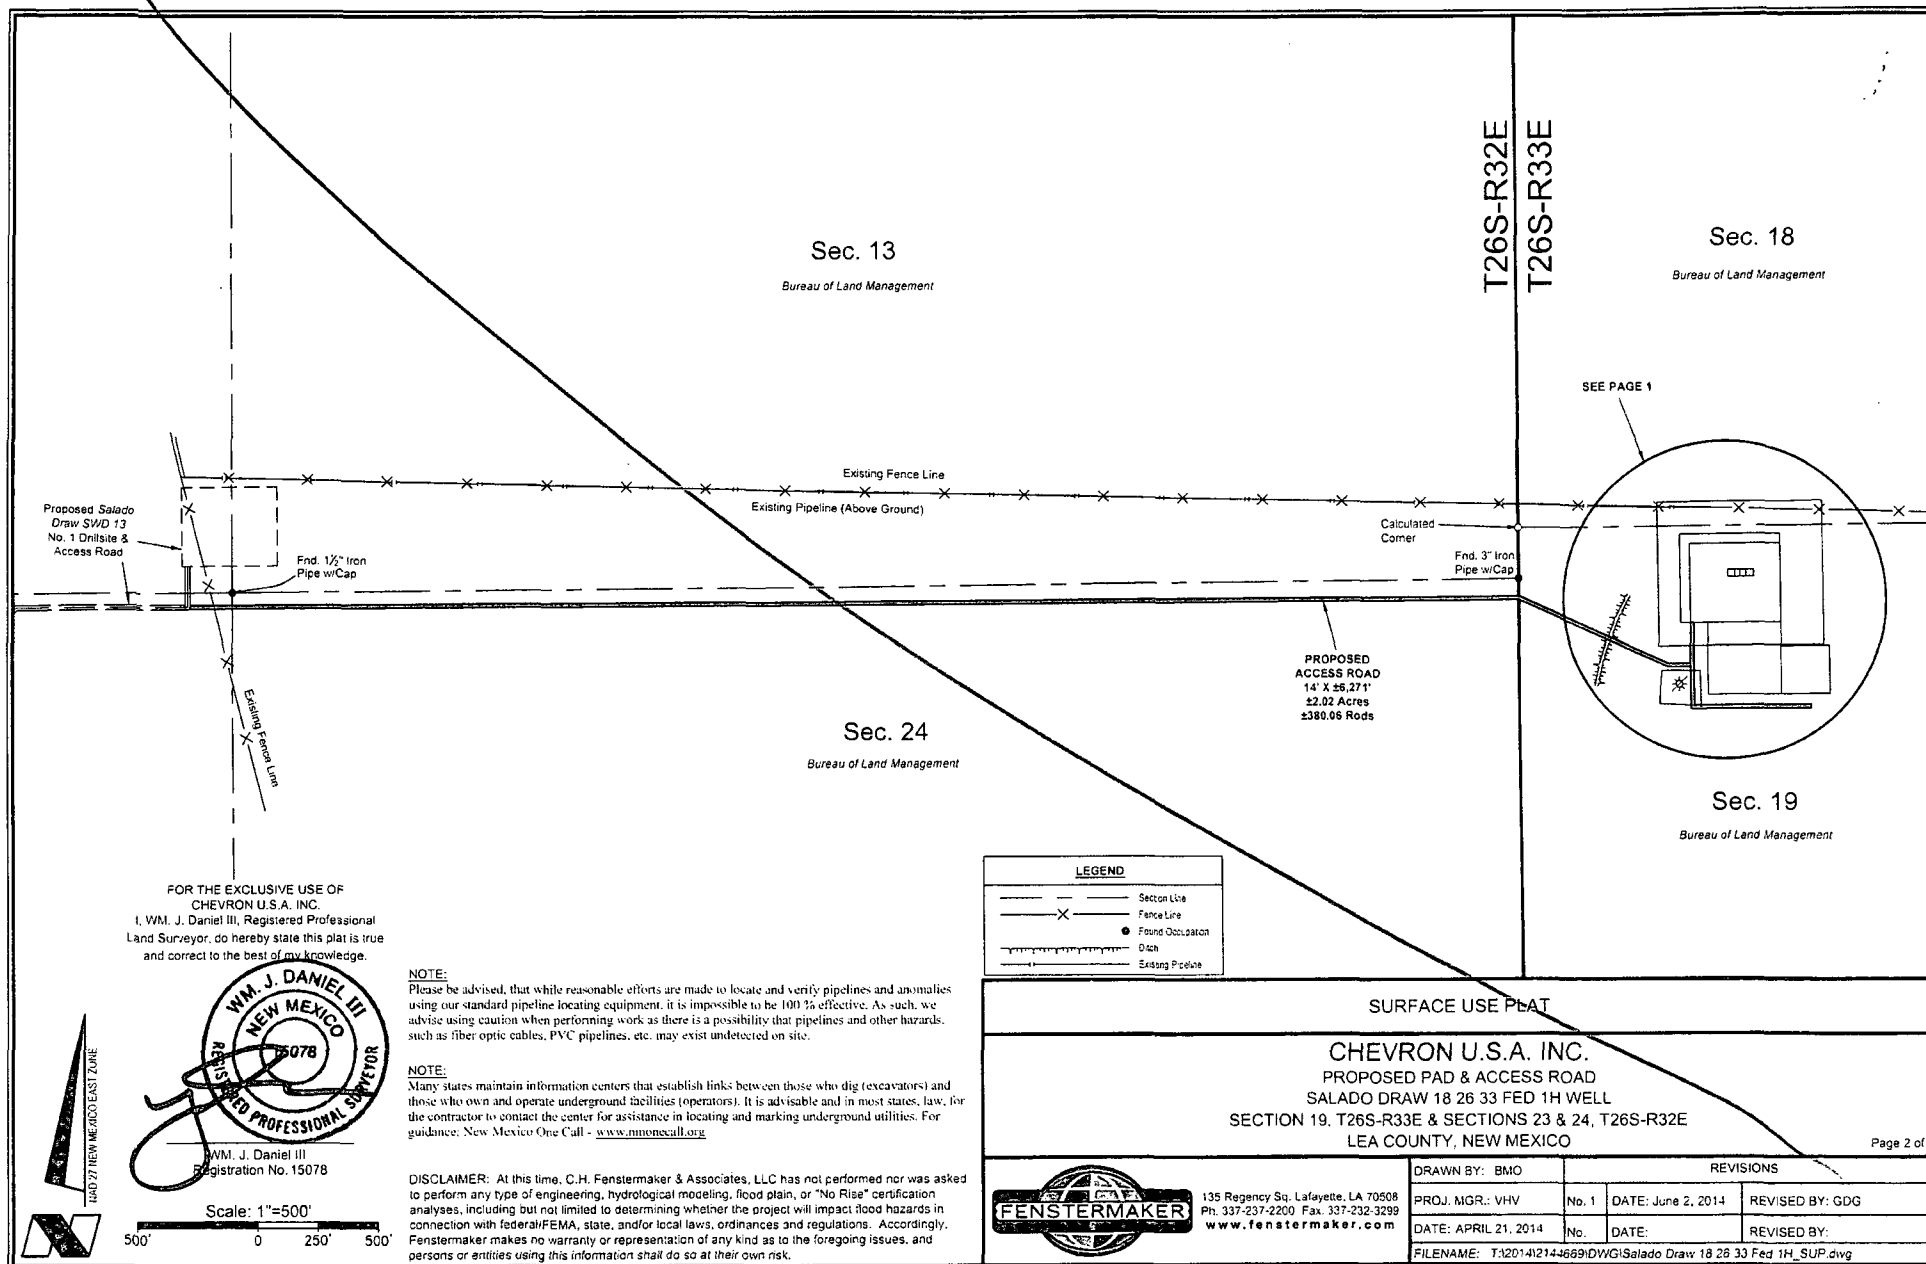 T26S-R32E
T26S-R33E
Sec. 13
Bureau of Land Management
Sec. 18
Bureau of Land Management
SEE PAGE 1
Existing Fence Line
Existing Pipeline (Above Ground)
Proposed Salado
Draw SWD 13
No. 1 Drillsite &
Access Road
Fnd. 1½" Iron
Pipe w/Cap
Calculated
Corner
Fnd. 3" Iron
Pipe w/Cap
PROPOSED
ACCESS ROAD
14' X ±6,271'
±2.02 Acres
±380.06 Rods
Existing Fence Line
Sec. 24
Bureau of Land Management
Sec. 19
Bureau of Land Management
FOR THE EXCLUSIVE USE OF
CHEVRON U.S.A. INC.
I, WM. J. Daniel III, Registered Professional
Land Surveyor, do hereby state this plat is true
and correct to the best of my knowledge.
WM. J. DANIEL III
NEW MEXICO
15078
REGISTERED PROFESSIONAL SURVEYOR
WM. J. Daniel III
Registration No. 15078
NAD 27 NEW MEXICO EAST ZONE
Scale: 1"=500'
500' 0 250' 500'
NOTE:
Please be advised, that while reasonable efforts are made to locate and verify pipelines and anomalies
using our standard pipeline locating equipment, it is impossible to be 100 % effective. As such, we
advise using caution when performing work as there is a possibility that pipelines and other hazards,
such as fiber optic cables, PVC pipelines, etc. may exist undetected on site.
NOTE:
Many states maintain information centers that establish links between those who dig (excavators) and
those who own and operate underground facilities (operators). It is advisable and in most states, law, for
the contractor to contact the center for assistance in locating and marking underground utilities. For
guidance: New Mexico One Call - www.nmonecall.org
DISCLAIMER: At this time, C.H. Fenstermaker & Associates, LLC has not performed nor was asked
to perform any type of engineering, hydrological modeling, flood plain, or "No Rise" certification
analyses, including but not limited to determining whether the project will impact flood hazards in
connection with federal/FEMA, state, and/or local laws, ordinances and regulations. Accordingly,
Fenstermaker makes no warranty or representation of any kind as to the foregoing issues, and
persons or entities using this information shall do so at their own risk.
LEGEND
Section Line
Fence Line
Found Occupation
Ditch
Existing Pipeline
SURFACE USE PLAT
CHEVRON U.S.A. INC.
PROPOSED PAD & ACCESS ROAD
SALADO DRAW 18 26 33 FED 1H WELL
SECTION 19, T26S-R33E & SECTIONS 23 & 24, T26S-R32E
LEA COUNTY, NEW MEXICO
Page 2 of
FENSTERMAKER
135 Regency Sq. Lafayette, LA 70508
Ph. 337-237-2200 Fax. 337-232-3299
www.fenstermaker.com
DRAWN BY: BMO
REVISIONS
PROJ. MGR.: VHV
No. 1 DATE: June 2, 2014 REVISED BY: GDG
DATE: APRIL 21, 2014
No. DATE: REVISED BY:
FILENAME: T:\2014\2144669\DWG\Salado Draw 18 26 33 Fed 1H_SUP.dwg